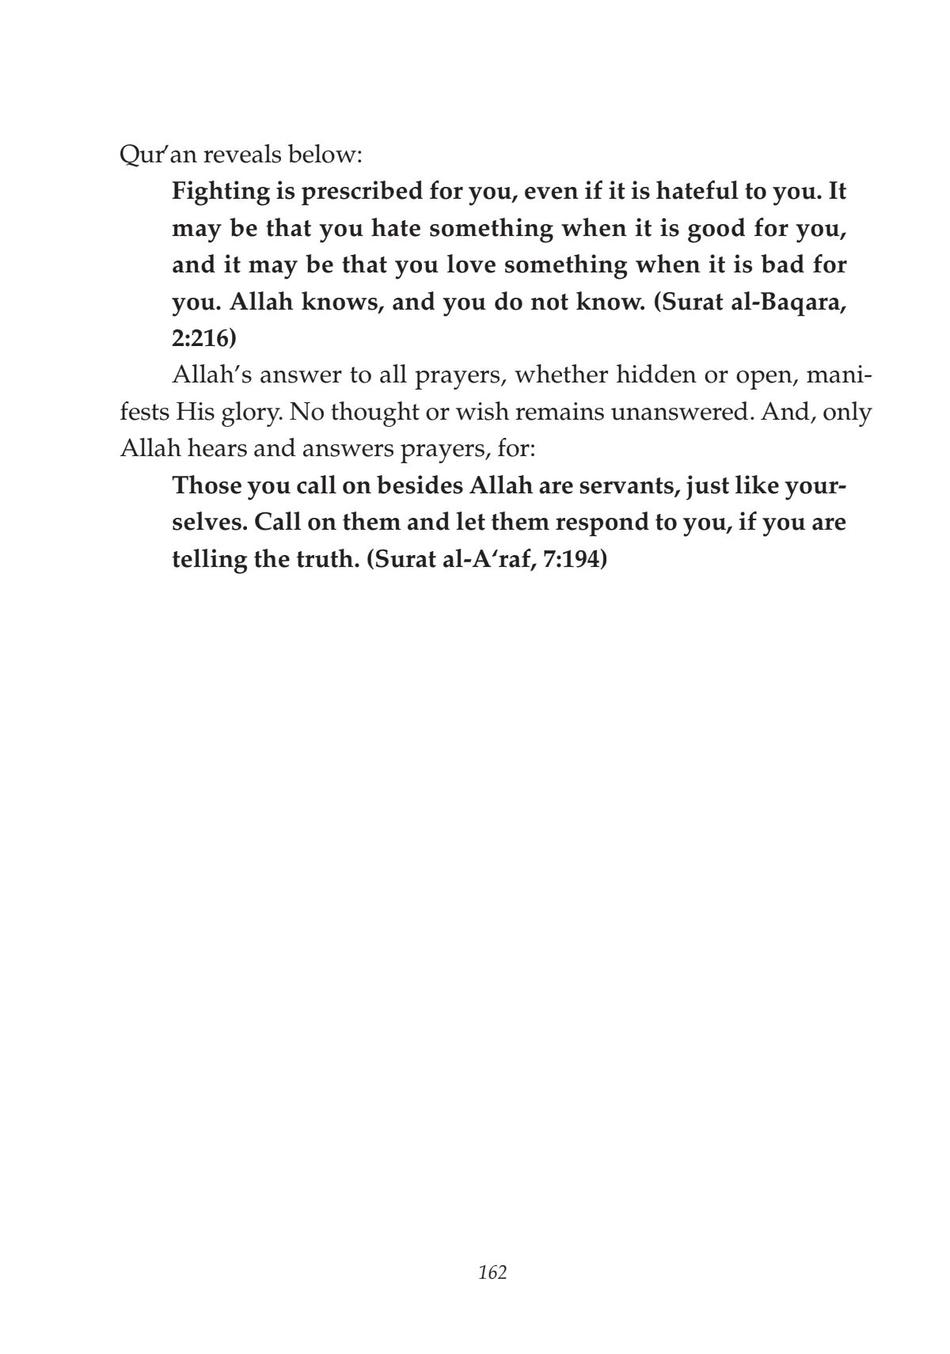 Qur’an reveals below:
Fighting is prescribed for you, even if it is hateful to you. It
may be that you hate something when it is good for you,
and it may be that you love something when it is bad for
you. Allah knows, and you do not know. (Surat al-Baqara,
2:216)
Allah’s answer to all prayers, whether hidden or open, mani-
fests His glory. No thought or wish remains unanswered. And, only
Allah hears and answers prayers, for:
Those you call on besides Allah are servants, just like your-
selves. Call on them and let them respond to you, if you are
telling the truth. (Surat al-A‘raf, 7:194)
162